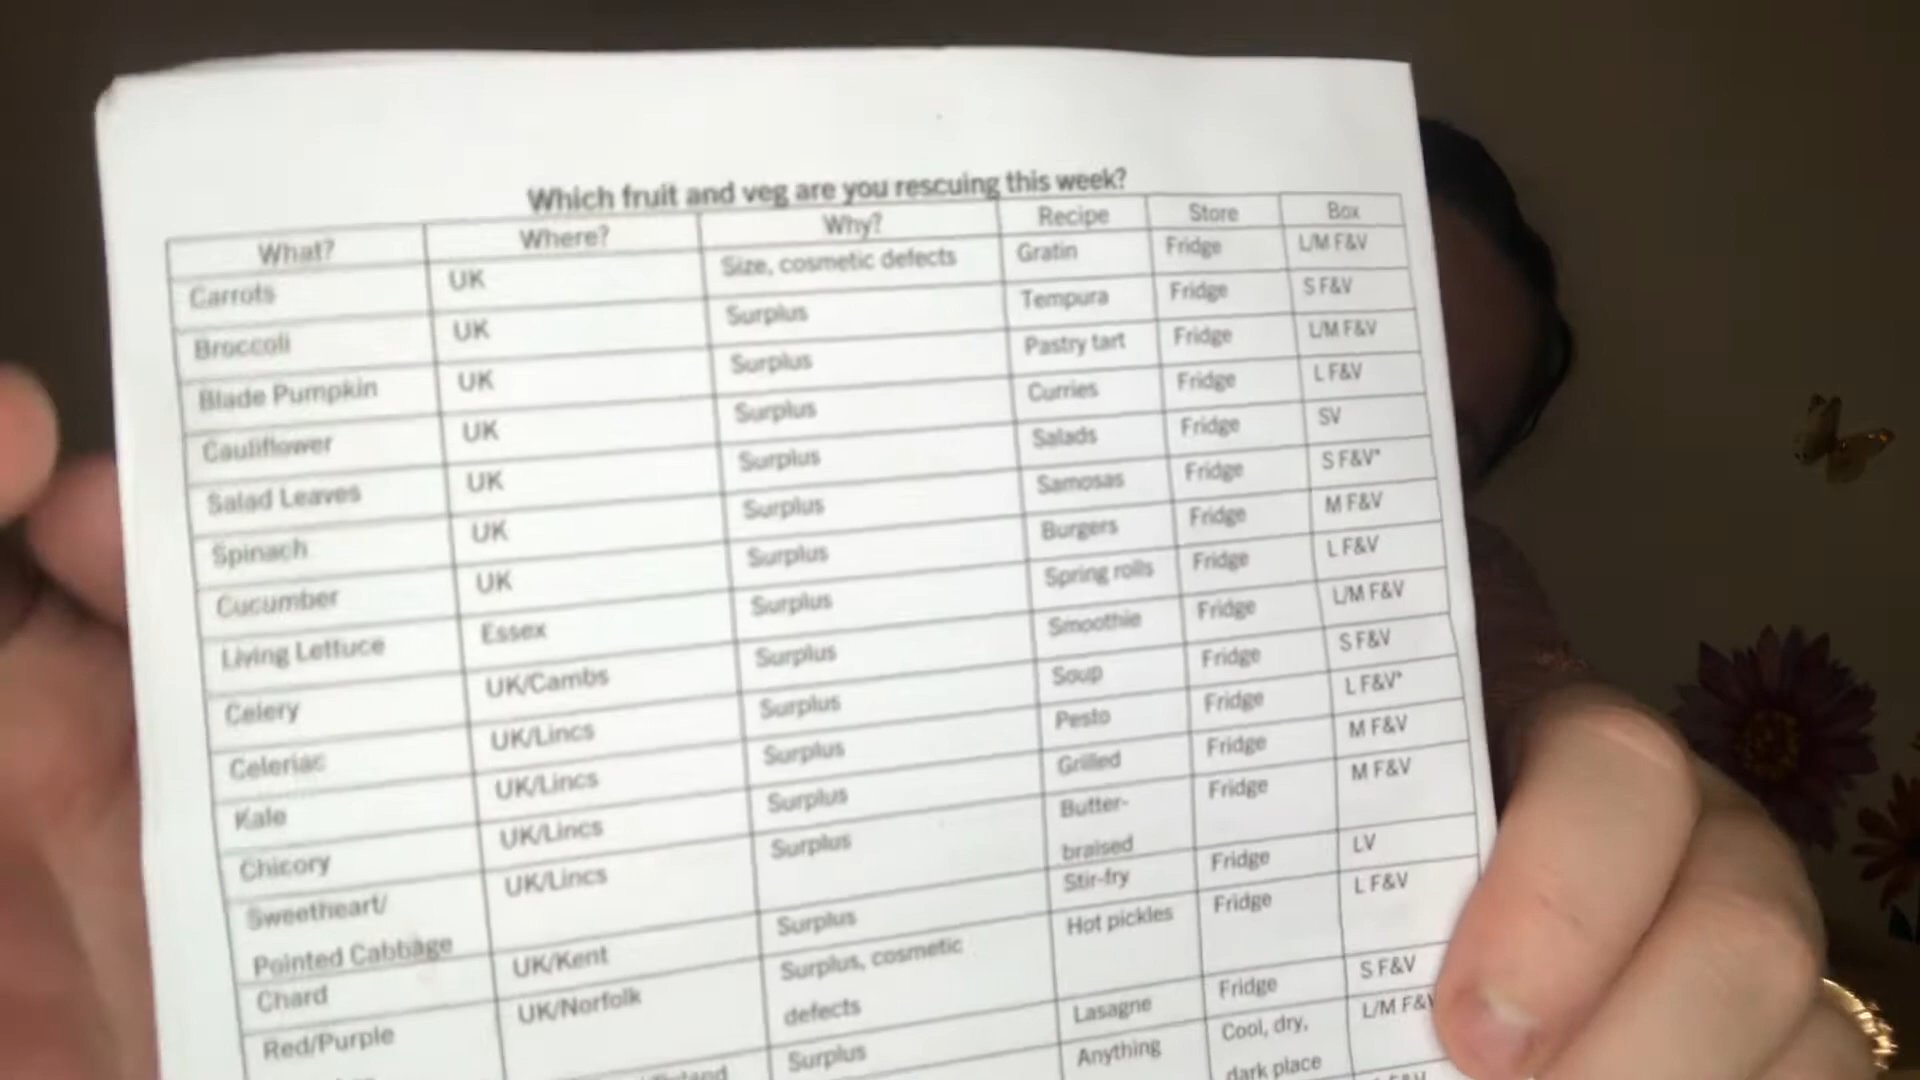 Which fruit and veg are you rescuing this week?
What? Where? Why? Recipe Store Box
Carrots UK Size, cosmetic defects Gratin Fridge L/M F&V
Broccoli UK Surplus Tempura Fridge S F&V
Blade Pumpkin UK Surplus Pastry tart Fridge L/M F&V
Cauliflower UK Surplus Curries Fridge L F&V
Salad Leaves UK Surplus Salads Fridge SV
Spinach UK Surplus Samosas Fridge S F&V*
Cucumber UK Surplus Burgers Fridge M F&V
Living Lettuce Essex Surplus Spring rolls Fridge L F&V
Celery UK/Cambs Surplus Smoothie Fridge L/M F&V
Celeriac UK/Lincs Surplus Soup Fridge S F&V
Kale UK/Lincs Surplus Pesto Fridge L F&V*
Chicory UK/Lincs Surplus Grilled Fridge M F&V
Sweetheart/ UK/Lincs Surplus Butter- Fridge M F&V
Pointed Cabbage braised
Chard UK/Kent Surplus Stir-fry Fridge LV
Red/Purple UK/Norfolk Surplus, cosmetic Hot pickles Fridge L F&V
defects
Surplus Lasagne Fridge S F&V
Anything Cool, dry, L/M F&V
dark place